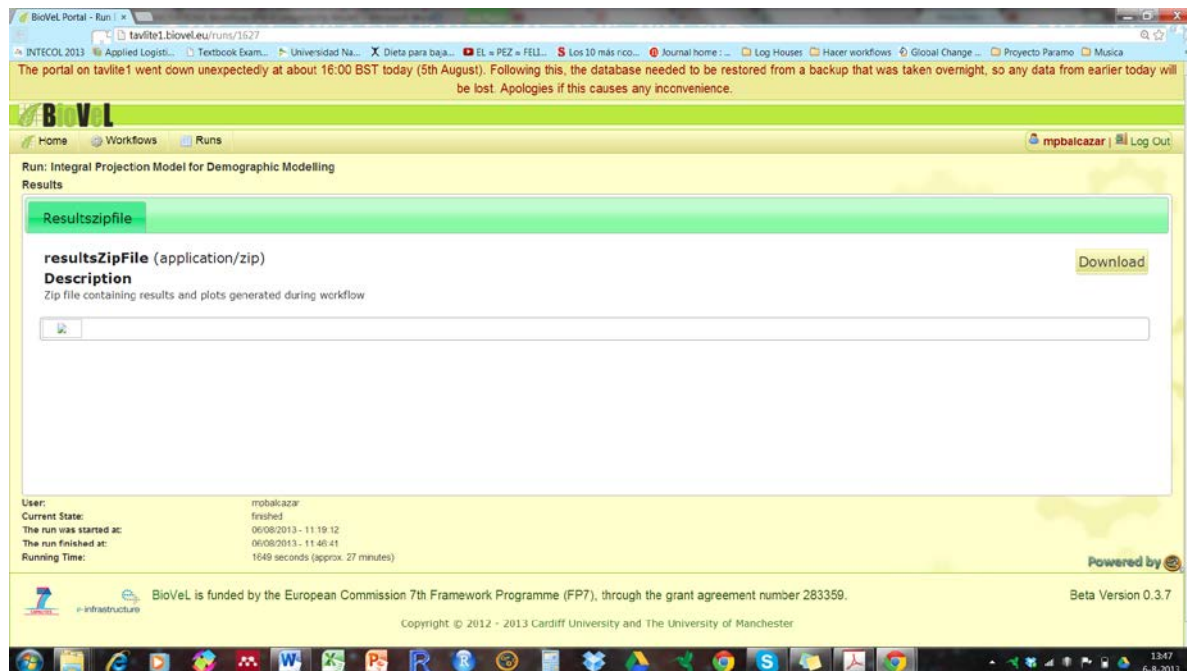 BioVeL Portal - Run |
tavlite1.biovel.eu/runs/1627
INTECOL 2013 Applied Logisti... Textbook Exam... Universidad Na... Dieta para baja... EL = PEZ = FELI... Los 10 más rico... Journal home : ... Log Houses Hacer workflows Global Change ... Proyecto Paramo Musica
The portal on tavlite1 went down unexpectedly at about 16:00 BST today (5th August). Following this, the database needed to be restored from a backup that was taken overnight, so any data from earlier today will
be lost. Apologies if this causes any inconvenience.
BioVeL
Home Workflows Runs mpbalcazar | Log Out
Run: Integral Projection Model for Demographic Modelling
Results
Resultszipfile
resultsZipFile (application/zip) Download
Description
Zip file containing results and plots generated during workflow
User: mpbalcazar
Current State: finished
The run was started at: 06/08/2013 - 11:19:12
The run finished at: 06/08/2013 - 11:46:41
Running Time: 1649 seconds (approx. 27 minutes)
Powered by
e-infrastructure BioVeL is funded by the European Commission 7th Framework Programme (FP7), through the grant agreement number 283359. Beta Version 0.3.7
Copyright © 2012 - 2013 Cardiff University and The University of Manchester
13:47
6-8-2013